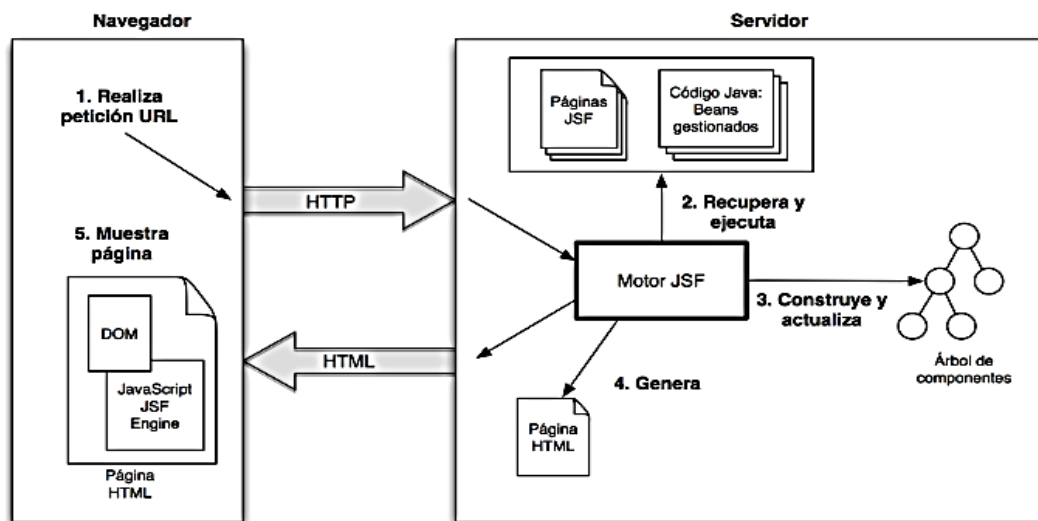 Navegador
Servidor
1. Realiza
petición URL
Páginas
JSF
Código Java:
Beans
gestionados
HTTP
2. Recupera y
ejecuta
5. Muestra
página
Motor JSF
3. Construye y
actualiza
DOM
JavaScript
JSF
Engine
HTML
4. Genera
Árbol de
componentes
Página
HTML
Página
HTML